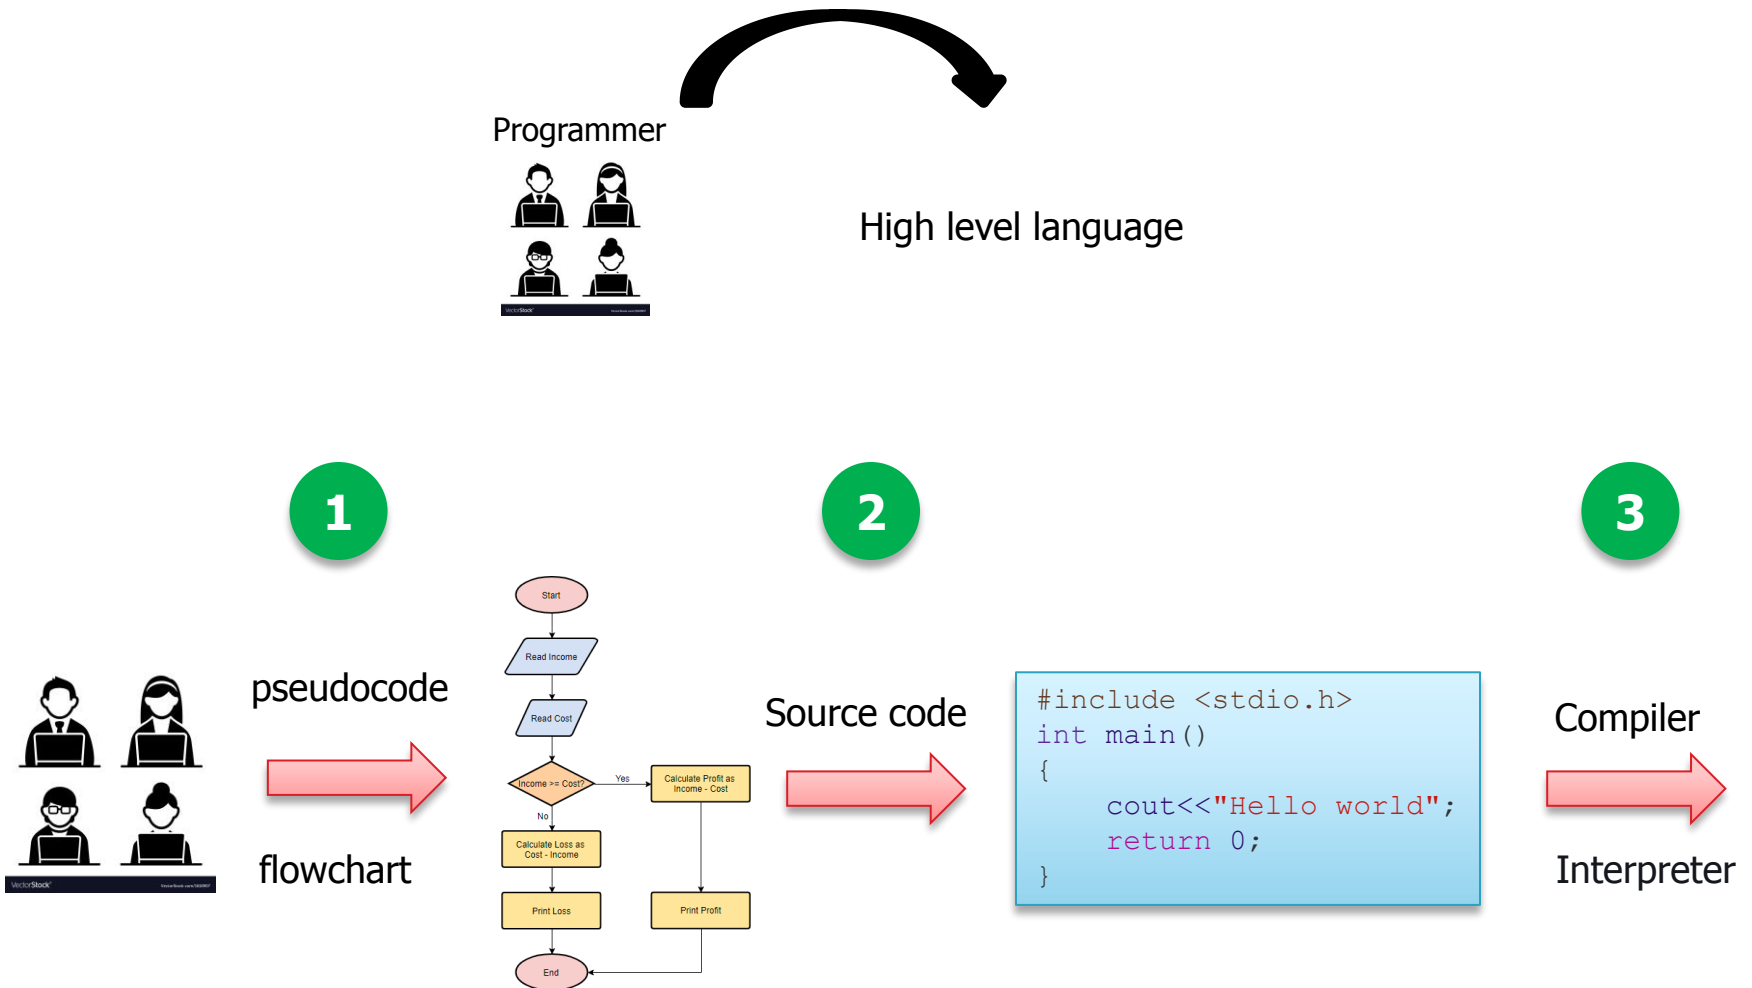 Programmer
VectorStock
High level language
1
2
3
pseudocode
flowchart
VectorStock
Start
Read Income
Read Cost
Income >= Cost?
Yes
No
Calculate Profit as
Income - Cost
Calculate Loss as
Cost - Income
Print Loss
Print Profit
End
Source code
#include <stdio.h>
int main()
{
cout<<"Hello world";
return 0;
}
Compiler
Interpreter